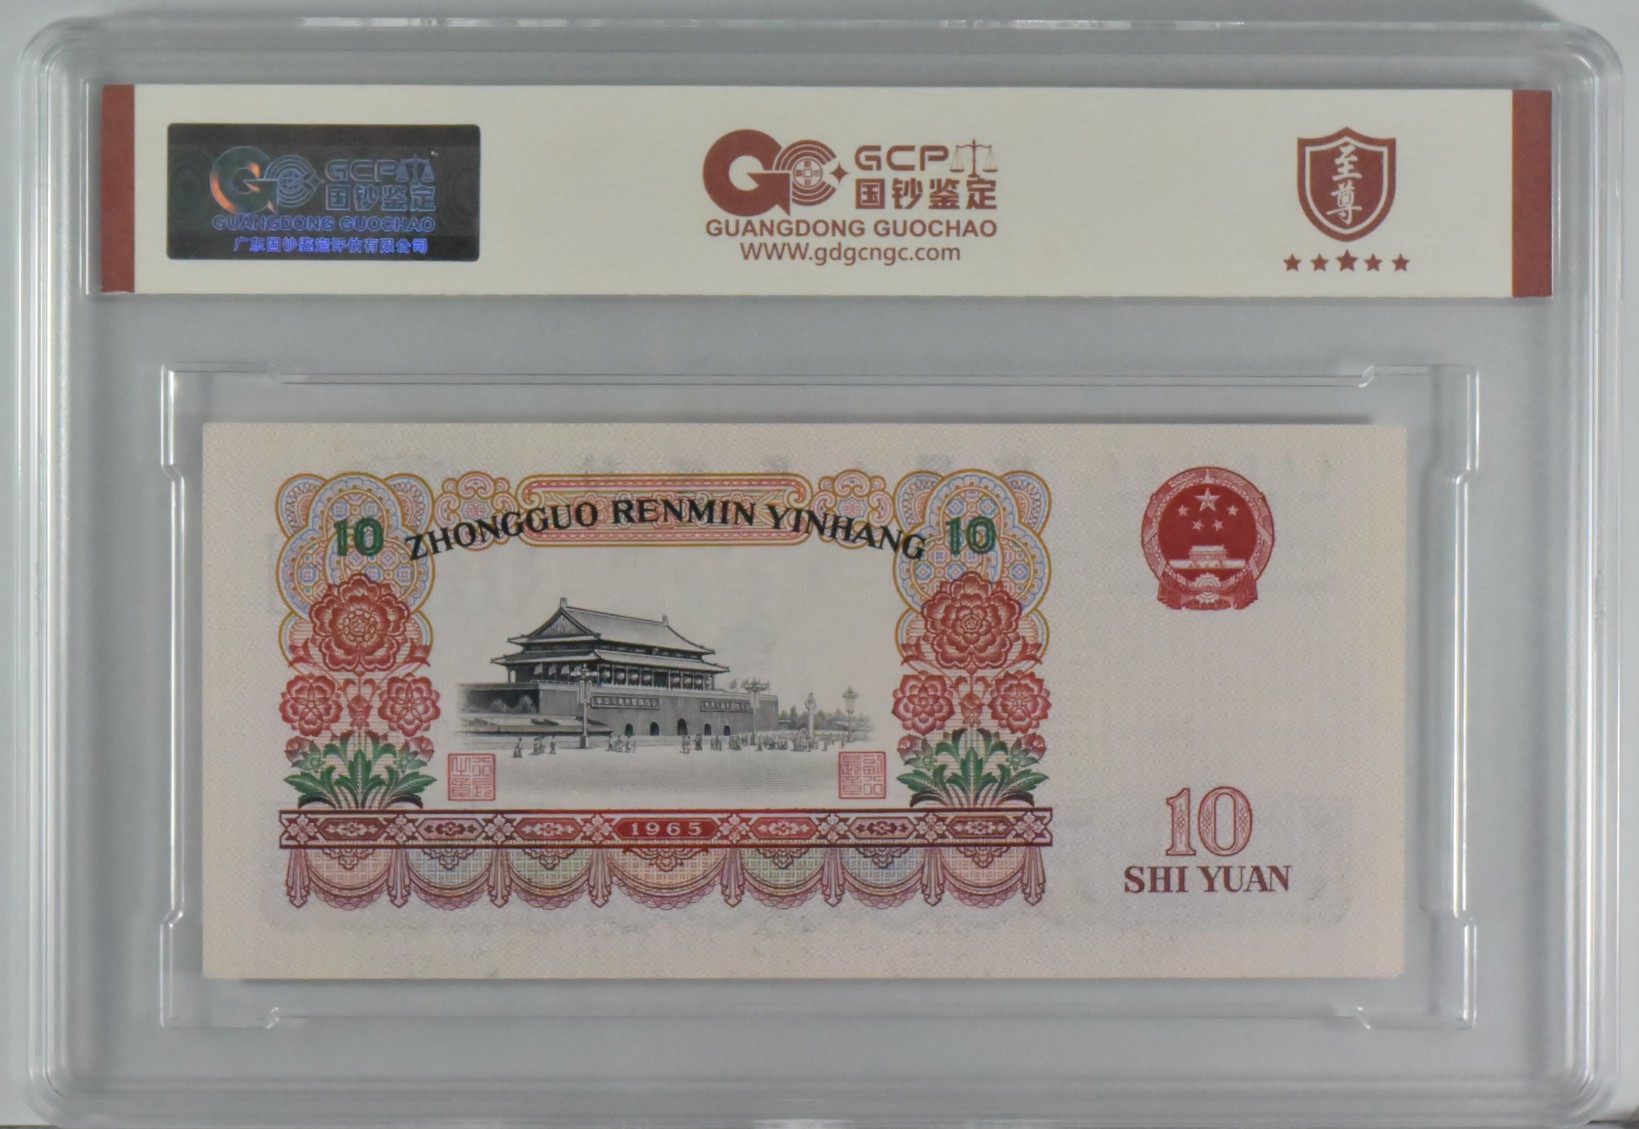 GCP
国钞鉴定
GUANGDONG GUOCHAO
广东国钞鉴定评估有限公司
GCP
国钞鉴定
GUANGDONG GUOCHAO
WWW.gdgcngc.com
至尊
10 ZHONGGUO RENMIN YINHANG 10
1965
10
SHI YUAN